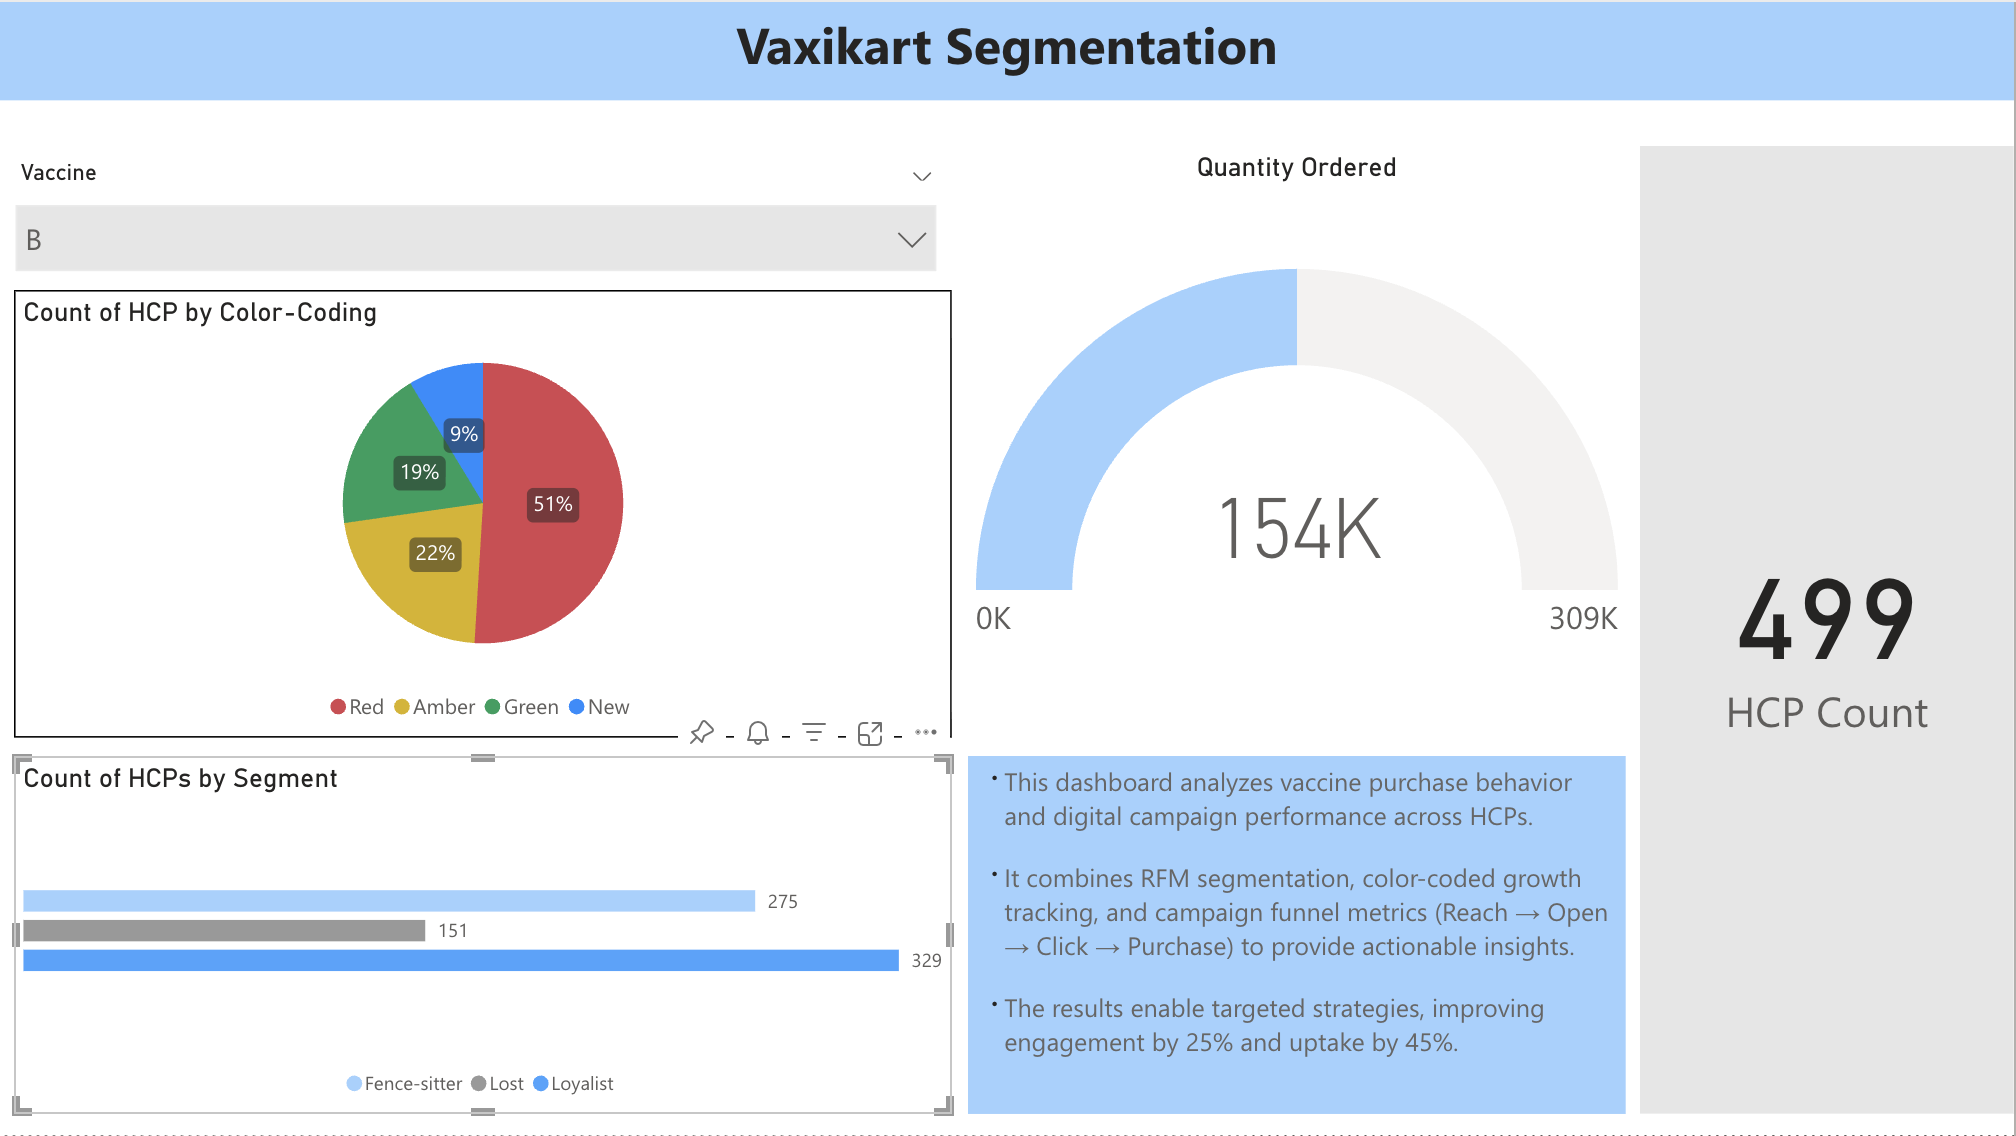 Vaxikart Segmentation
Vaccine
B
Count of HCP by Color-Coding
9%
19%
51%
22%
Red Amber Green New
Quantity Ordered
154K
0K 309K
499
HCP Count
Count of HCPs by Segment
275
151
329
Fence-sitter Lost Loyalist
• This dashboard analyzes vaccine purchase behavior
and digital campaign performance across HCPs.
• It combines RFM segmentation, color-coded growth
tracking, and campaign funnel metrics (Reach → Open
→ Click → Purchase) to provide actionable insights.
• The results enable targeted strategies, improving
engagement by 25% and uptake by 45%.